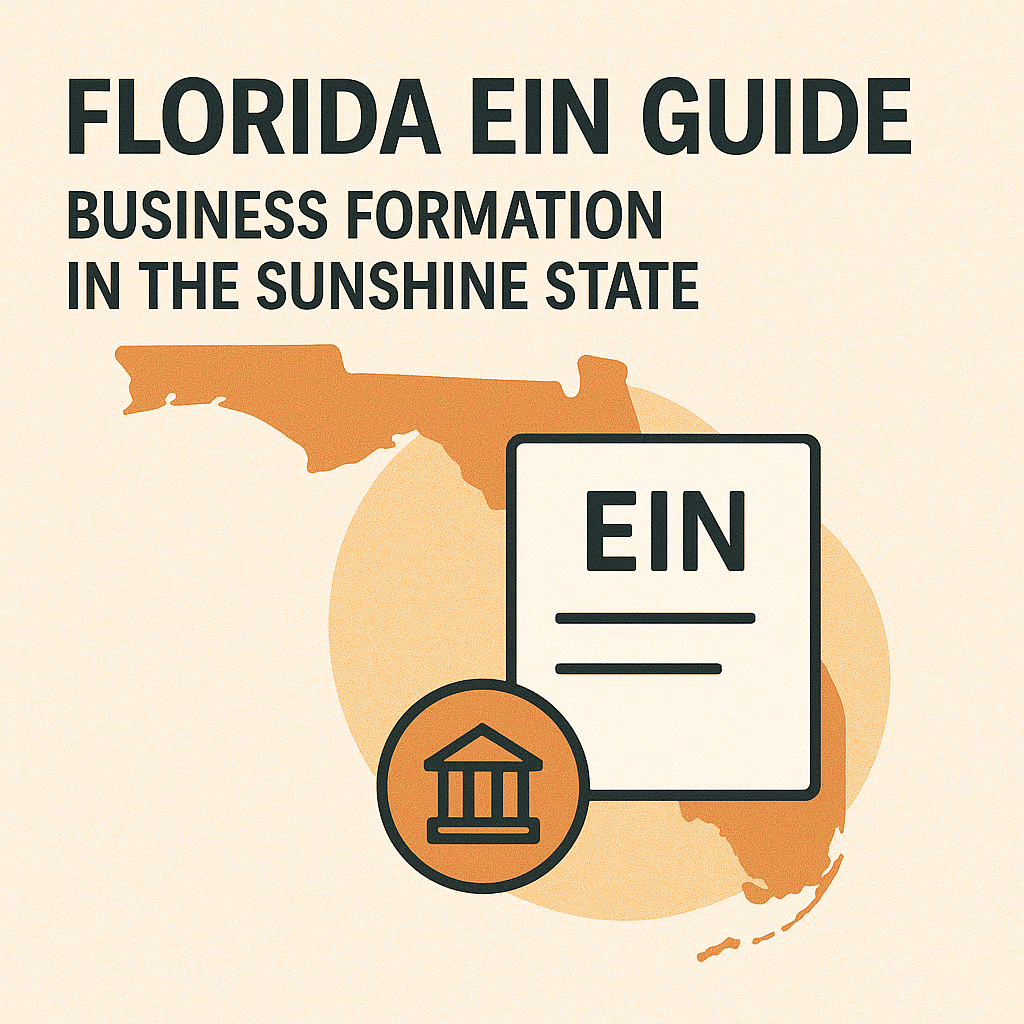 FLORIDA EIN GUIDE
BUSINESS FORMATION
IN THE SUNSHINE STATE
EIN